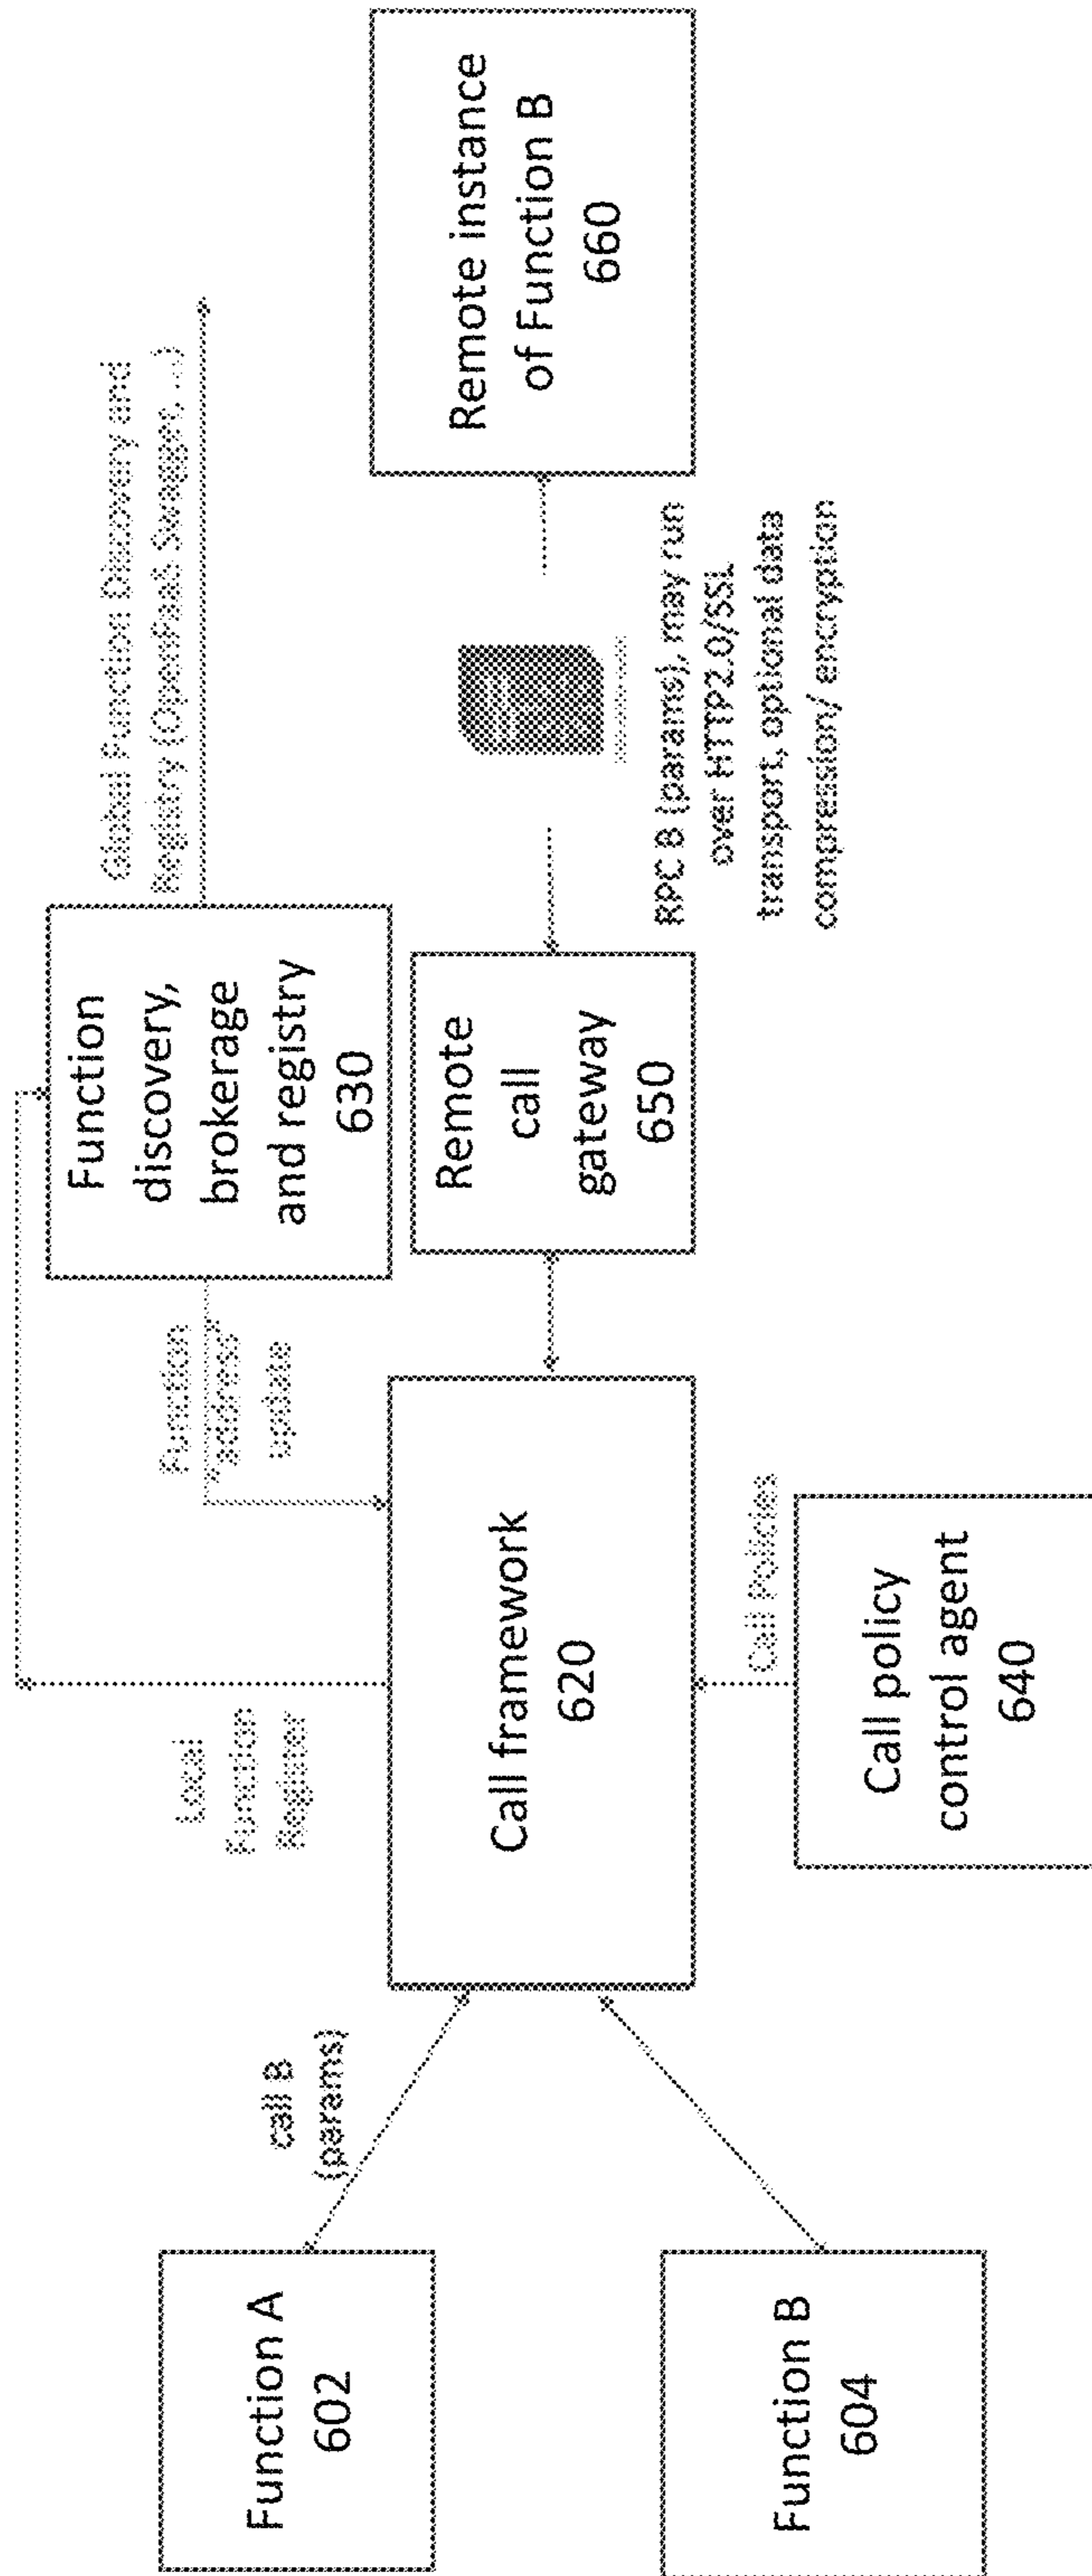 Function A
602
Function B
604
call B
(params)
Call framework
620
Local
Function
Register
Function
"address"
update
Call Policies
Call policy
control agent
640
Function
discovery,
brokerage
and registry
630
Remote
call
gateway
650
Global Function Discovery and
Registry (OpenPaaS Swagger, ...)
RPC B (params), may run
over HTTP2.0/SSL
transport, optional data
compression/ encryption
Remote instance
of Function B
660